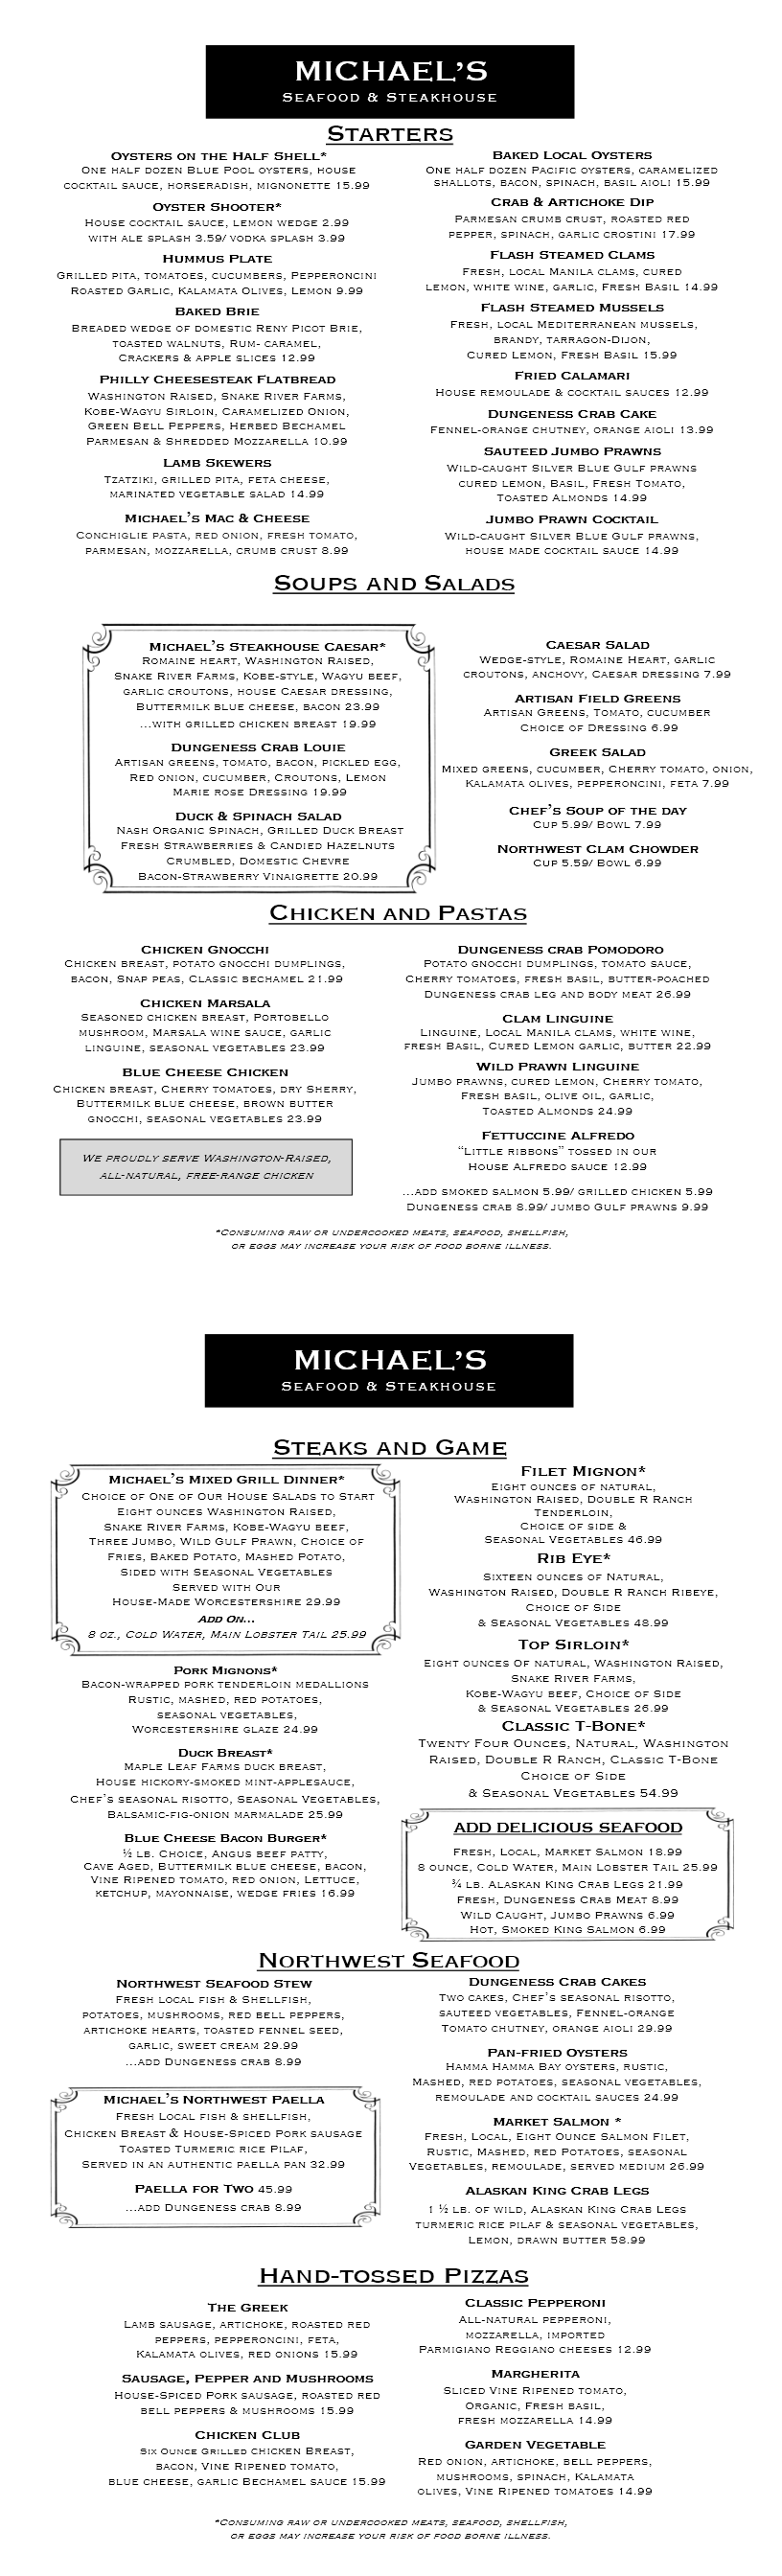 MICHAEL'S
Seafood & Steakhouse
Starters
Oysters on the Half Shell*
One half dozen Blue Pool oysters, house
cocktail sauce, horseradish, mignonette 15.99
Oyster Shooter*
House cocktail sauce, lemon wedge 2.99
with ale splash 3.59/ vodka splash 3.99
Hummus Plate
Grilled pita, tomatoes, cucumbers, Pepperoncini
Roasted Garlic, Kalamata Olives, Lemon 9.99
Baked Brie
Breaded wedge of domestic Reny Picot Brie,
toasted walnuts, Rum- caramel,
Crackers & apple slices 12.99
Philly Cheesesteak Flatbread
Washington Raised, Snake River Farms,
Kobe-Wagyu Sirloin, Caramelized Onion,
Green Bell Peppers, Herbed Bechamel
Parmesan & Shredded Mozzarella 10.99
Lamb Skewers
Tzatziki, grilled pita, feta cheese,
marinated vegetable salad 14.99
Michael's Mac & Cheese
Conchiglie pasta, red onion, fresh tomato,
parmesan, mozzarella, crumb crust 8.99
Baked Local Oysters
One half dozen Pacific oysters, caramelized
shallots, bacon, spinach, basil aioli 15.99
Crab & Artichoke Dip
Parmesan crumb crust, roasted red
pepper, spinach, garlic crostini 17.99
Flash Steamed Clams
Fresh, local Manila clams, cured
lemon, white wine, garlic, Fresh Basil 14.99
Flash Steamed Mussels
Fresh, local Mediterranean mussels,
brandy, tarragon-Dijon,
Cured Lemon, Fresh Basil 15.99
Fried Calamari
House remoulade & cocktail sauces 12.99
Dungeness Crab Cake
Fennel-orange chutney, orange aioli 13.99
Sauteed Jumbo Prawns
Wild-caught Silver Blue Gulf prawns
cured lemon, Basil, Fresh Tomato,
Toasted Almonds 14.99
Jumbo Prawn Cocktail
Wild-caught Silver Blue Gulf prawns,
house made cocktail sauce 14.99
Soups and Salads
Michael's Steakhouse Caesar*
Romaine heart, Washington Raised,
Snake River Farms, Kobe-style, Wagyu beef,
garlic croutons, house Caesar dressing,
Buttermilk blue cheese, bacon 23.99
...with grilled chicken breast 19.99
Dungeness Crab Louie
Artisan greens, tomato, bacon, pickled egg,
Red onion, cucumber, Croutons, Lemon
Marie rose Dressing 19.99
Duck & Spinach Salad
Nash Organic Spinach, Grilled Duck Breast
Fresh Strawberries & Candied Hazelnuts
Crumbled, Domestic Chevre
Bacon-Strawberry Vinaigrette 20.99
Caesar Salad
Wedge-style, Romaine Heart, garlic
croutons, anchovy, Caesar dressing 7.99
Artisan Field Greens
Artisan Greens, Tomato, cucumber
Choice of Dressing 6.99
Greek Salad
Mixed greens, cucumber, Cherry tomato, onion,
Kalamata olives, pepperoncini, feta 7.99
Chef's Soup of the day
Cup 5.99/ Bowl 7.99
Northwest Clam Chowder
Cup 5.59/ Bowl 6.99
Chicken and Pastas
Chicken Gnocchi
Chicken breast, potato gnocchi dumplings,
bacon, Snap peas, Classic bechamel 21.99
Chicken Marsala
Seasoned chicken breast, Portobello
mushroom, Marsala wine sauce, garlic
linguine, seasonal vegetables 23.99
Blue Cheese Chicken
Chicken breast, Cherry tomatoes, dry Sherry,
Buttermilk blue cheese, brown butter
gnocchi, seasonal vegetables 23.99
We proudly serve Washington-Raised,
all-natural, free-range chicken
Dungeness crab Pomodoro
Potato gnocchi dumplings, tomato sauce,
Cherry tomatoes, fresh basil, butter-poached
Dungeness crab leg and body meat 26.99
Clam Linguine
Linguine, Local Manila clams, white wine,
fresh Basil, Cured Lemon garlic, butter 22.99
Wild Prawn Linguine
Jumbo prawns, cured lemon, Cherry tomato,
Fresh basil, olive oil, garlic,
Toasted Almonds 24.99
Fettuccine Alfredo
"Little ribbons" tossed in our
House Alfredo sauce 12.99
...add smoked salmon 5.99/ grilled chicken 5.99
Dungeness crab 8.99/ jumbo Gulf prawns 9.99
*Consuming raw or undercooked meats, seafood, shellfish,
or eggs may increase your risk of food borne illness.
MICHAEL'S
Seafood & Steakhouse
Steaks and Game
Michael's Mixed Grill Dinner*
Choice of One of Our House Salads to Start
Eight ounces Washington Raised,
Snake River Farms, Kobe-Wagyu beef,
Three Jumbo, Wild Gulf Prawn, Choice of
Fries, Baked Potato, Mashed Potato,
Sided with Seasonal Vegetables
Served with Our
House-Made Worcestershire 29.99
Add On...
8 oz., Cold Water, Main Lobster Tail 25.99
Pork Mignons*
Bacon-wrapped pork tenderloin medallions
Rustic, mashed, red potatoes,
seasonal vegetables,
Worcestershire glaze 24.99
Duck Breast*
Maple Leaf Farms duck breast,
House hickory-smoked mint-applesauce,
Chef's seasonal risotto, Seasonal Vegetables,
Balsamic-fig-onion marmalade 25.99
Blue Cheese Bacon Burger*
½ lb. Choice, Angus beef patty,
Cave Aged, Buttermilk blue cheese, bacon,
Vine Ripened tomato, red onion, Lettuce,
ketchup, mayonnaise, wedge fries 16.99
Filet Mignon*
Eight ounces of natural,
Washington Raised, Double R Ranch
Tenderloin,
Choice of side &
Seasonal Vegetables 46.99
Rib Eye*
Sixteen ounces of Natural,
Washington Raised, Double R Ranch Ribeye,
Choice of Side
& Seasonal Vegetables 48.99
Top Sirloin*
Eight ounces Of natural, Washington Raised,
Snake River Farms,
Kobe-Wagyu beef, Choice of Side
& Seasonal Vegetables 26.99
Classic T-Bone*
Twenty Four Ounces, Natural, Washington
Raised, Double R Ranch, Classic T-Bone
Choice of Side
& Seasonal Vegetables 54.99
ADD DELICIOUS SEAFOOD
Fresh, Local, Market Salmon 18.99
8 ounce, Cold Water, Main Lobster Tail 25.99
¾ lb. Alaskan King Crab Legs 21.99
Fresh, Dungeness Crab Meat 8.99
Wild Caught, Jumbo Prawns 6.99
Hot, Smoked King Salmon 6.99
Northwest Seafood
Northwest Seafood Stew
Fresh local fish & Shellfish,
potatoes, mushrooms, red bell peppers,
artichoke hearts, toasted fennel seed,
garlic, sweet cream 29.99
...add Dungeness crab 8.99
Michael's Northwest Paella
Fresh Local fish & shellfish,
Chicken Breast & House-Spiced Pork sausage
Toasted Turmeric rice Pilaf,
Served in an authentic paella pan 32.99
Paella for Two 45.99
...add Dungeness crab 8.99
Dungeness Crab Cakes
Two cakes, Chef's seasonal risotto,
sauteed vegetables, Fennel-orange
Tomato chutney, orange aioli 29.99
Pan-fried Oysters
Hamma Hamma Bay oysters, rustic,
Mashed, red potatoes, seasonal vegetables,
remoulade and cocktail sauces 24.99
Market Salmon *
Fresh, Local, Eight Ounce Salmon Filet,
Rustic, Mashed, red Potatoes, seasonal
Vegetables, remoulade, served medium 26.99
Alaskan King Crab Legs
1 ½ lb. of wild, Alaskan King Crab Legs
turmeric rice pilaf & seasonal vegetables,
Lemon, drawn butter 58.99
Hand-tossed Pizzas
The Greek
Lamb sausage, artichoke, roasted red
peppers, pepperoncini, feta,
Kalamata olives, red onions 15.99
Sausage, Pepper and Mushrooms
House-Spiced Pork sausage, roasted red
bell peppers & mushrooms 15.99
Chicken Club
Six Ounce Grilled chicken Breast,
bacon, Vine Ripened tomato,
blue cheese, garlic Bechamel sauce 15.99
Classic Pepperoni
All-natural pepperoni,
mozzarella, imported
Parmigiano Reggiano cheeses 12.99
Margherita
Sliced Vine Ripened tomato,
Organic, Fresh basil,
fresh mozzarella 14.99
Garden Vegetable
Red onion, artichoke, bell peppers,
mushrooms, spinach, Kalamata
olives, Vine Ripened tomatoes 14.99
*Consuming raw or undercooked meats, seafood, shellfish,
or eggs may increase your risk of food borne illness.